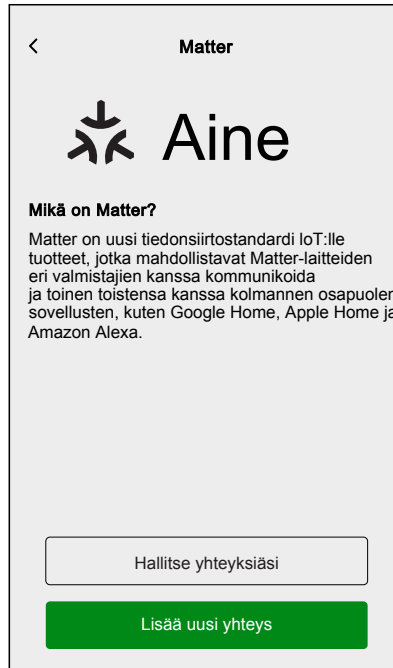 Matter
Aine
Mikä on Matter?
Matter on uusi tiedonsiirtostandardi IoT:lle
tuotteet, jotka mahdollistavat Matter-laitteiden
eri valmistajien kanssa kommunikoida
ja toinen toistensa kanssa kolmannen osapuolen
sovellusten, kuten Google Home, Apple Home ja
Amazon Alexa.
Hallitse yhteyksiäsi
Lisää uusi yhteys